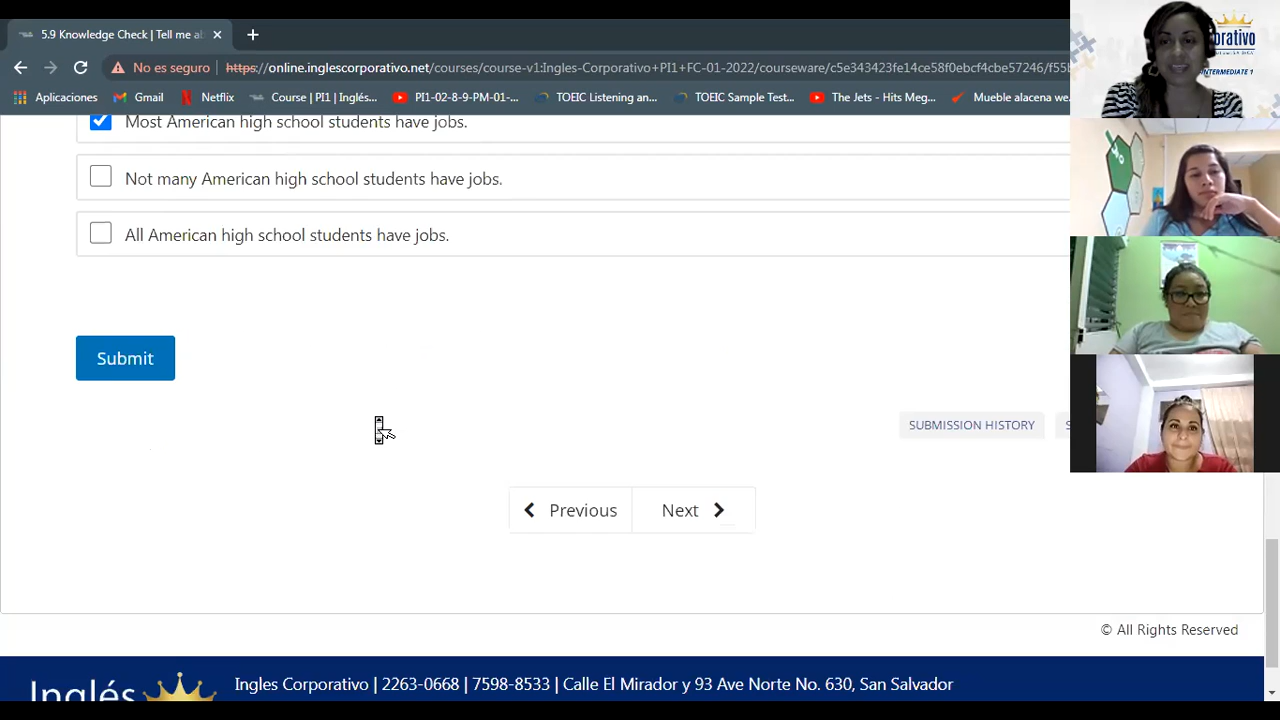 5.9 Knowledge Check | Tell me a
No es seguro
https://online.inglescorporativo.net/courses/course-v1:Ingles-Corporativo+PI1+FC-01-2022/courseware/c5e343423fe14ce58f0ebcf4cbe57246/f55b
Aplicaciones
Gmail
Netflix
Course | PI1 | Inglés...
PI1-02-8-9-PM-01-...
TOEIC Listening an...
TOEIC Sample Test...
The Jets - Hits Meg...
Mueble alacena we...
orativo
INTERMEDIATE 1
Most American high school students have jobs.
Not many American high school students have jobs.
All American high school students have jobs.
Submit
SUBMISSION HISTORY
S
Previous
Next
© All Rights Reserved
Inglés
Ingles Corporativo | 2263-0668 | 7598-8533 | Calle El Mirador y 93 Ave Norte No. 630, San Salvador